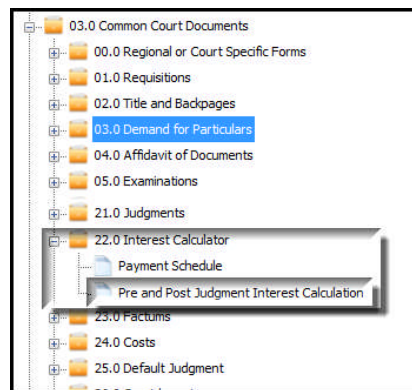 03.0 Common Court Documents
00.0 Regional or Court Specific Forms
01.0 Requisitions
02.0 Title and Backpages
03.0 Demand for Particulars
04.0 Affidavit of Documents
05.0 Examinations
21.0 Judgments
22.0 Interest Calculator
Payment Schedule
Pre and Post Judgment Interest Calculation
23.0 Factums
24.0 Costs
25.0 Default Judgment